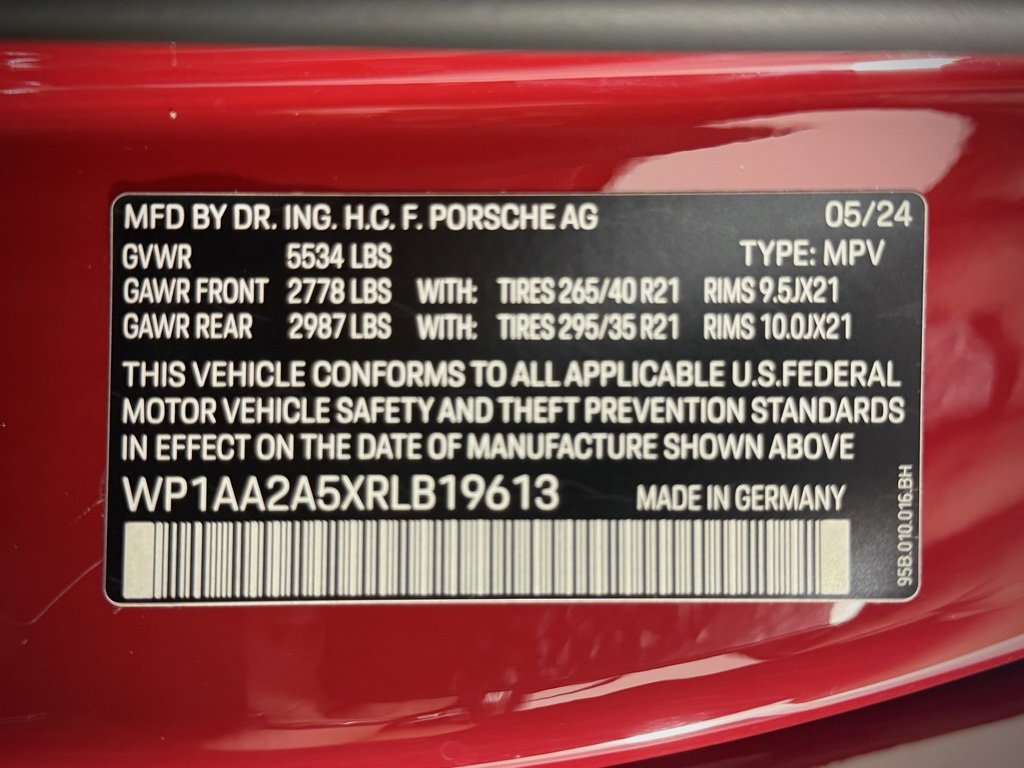 MFD BY DR. ING. H.C. F. PORSCHE AG 05/24
GVWR 5534 LBS TYPE: MPV
GAWR FRONT 2778 LBS WITH: TIRES 265/40 R21 RIMS 9.5JX21
GAWR REAR 2987 LBS WITH: TIRES 295/35 R21 RIMS 10.0JX21
THIS VEHICLE CONFORMS TO ALL APPLICABLE U.S.FEDERAL
MOTOR VEHICLE SAFETY AND THEFT PREVENTION STANDARDS
IN EFFECT ON THE DATE OF MANUFACTURE SHOWN ABOVE
WP1AA2A5XRLB19613 MADE IN GERMANY
95B.010.016.BH